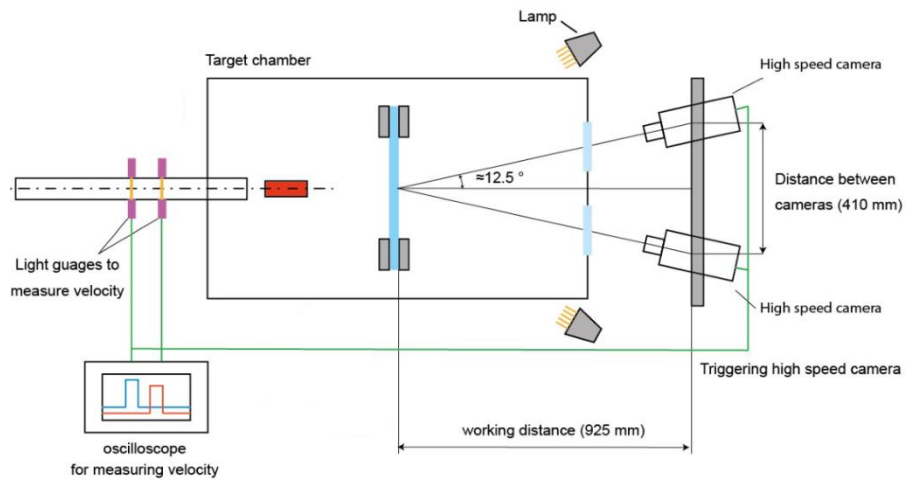 Lamp
Target chamber
High speed camera
≈12.5 °
Distance between
cameras (410 mm)
Light guages to
measure velocity
High speed camera
Triggering high speed camera
working distance (925 mm)
oscilloscope
for measuring velocity